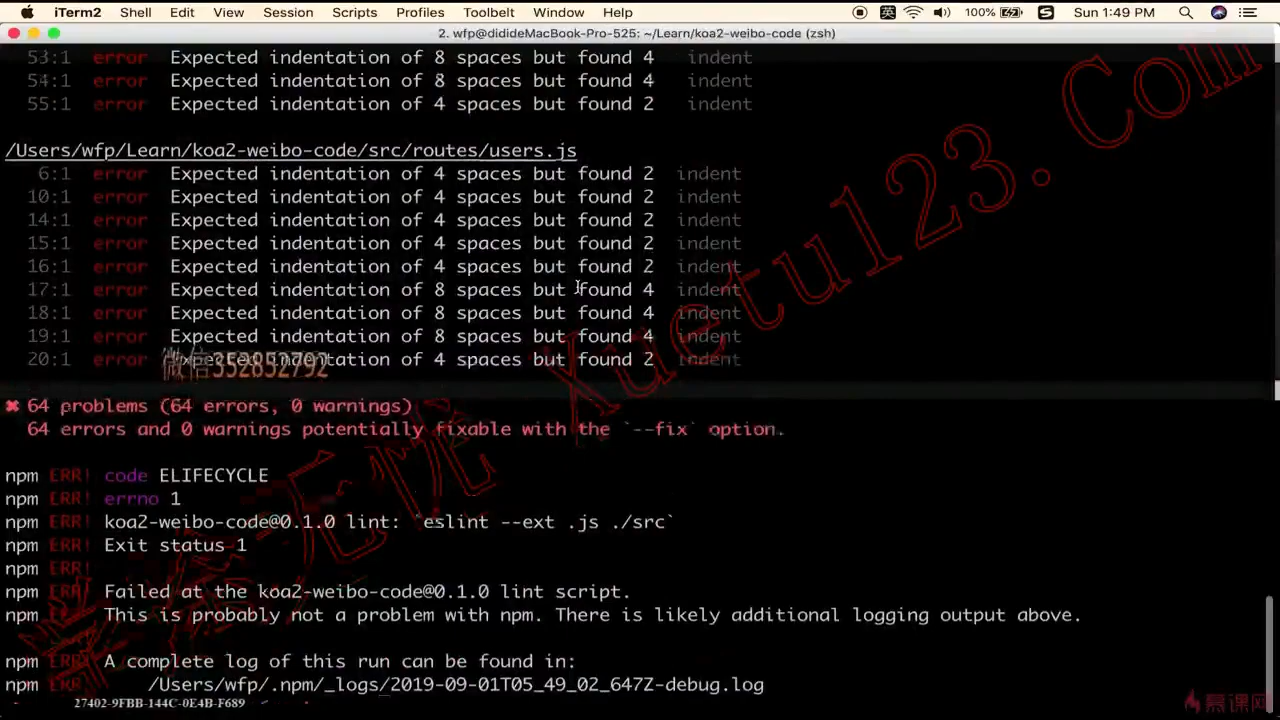 iTerm2 Shell Edit View Session Scripts Profiles Toolbelt Window Help 英 100% S Sun 1:49 PM
2. wfp@didideMacBook-Pro-525: ~/Learn/koa2-weibo-code (zsh)
53:1 error Expected indentation of 8 spaces but found 4 indent
54:1 error Expected indentation of 8 spaces but found 4 indent
55:1 error Expected indentation of 4 spaces but found 2 indent
/Users/wfp/Learn/koa2-weibo-code/src/routes/users.js
6:1 error Expected indentation of 4 spaces but found 2 indent
10:1 error Expected indentation of 4 spaces but found 2 indent
14:1 error Expected indentation of 4 spaces but found 2 indent
15:1 error Expected indentation of 4 spaces but found 2 indent
16:1 error Expected indentation of 4 spaces but found 2 indent
17:1 error Expected indentation of 8 spaces but found 4 indent
18:1 error Expected indentation of 8 spaces but found 4 indent
19:1 error Expected indentation of 8 spaces but found 4 indent
20:1 error Expected indentation of 4 spaces but found 2 indent
微信352852792
✖ 64 problems (64 errors, 0 warnings)
64 errors and 0 warnings potentially fixable with the `--fix` option.
npm ERR! code ELIFECYCLE
npm ERR! errno 1
npm ERR! koa2-weibo-code@0.1.0 lint: `eslint --ext .js ./src`
npm ERR! Exit status 1
npm ERR!
npm ERR! Failed at the koa2-weibo-code@0.1.0 lint script.
npm ERR! This is probably not a problem with npm. There is likely additional logging output above.
npm ERR! A complete log of this run can be found in:
npm ERR! /Users/wfp/.npm/_logs/2019-09-01T05_49_02_647Z-debug.log
27402-9FBB-144C-0E4B-F689
学途无忧 Xuetu123.Com
慕课网